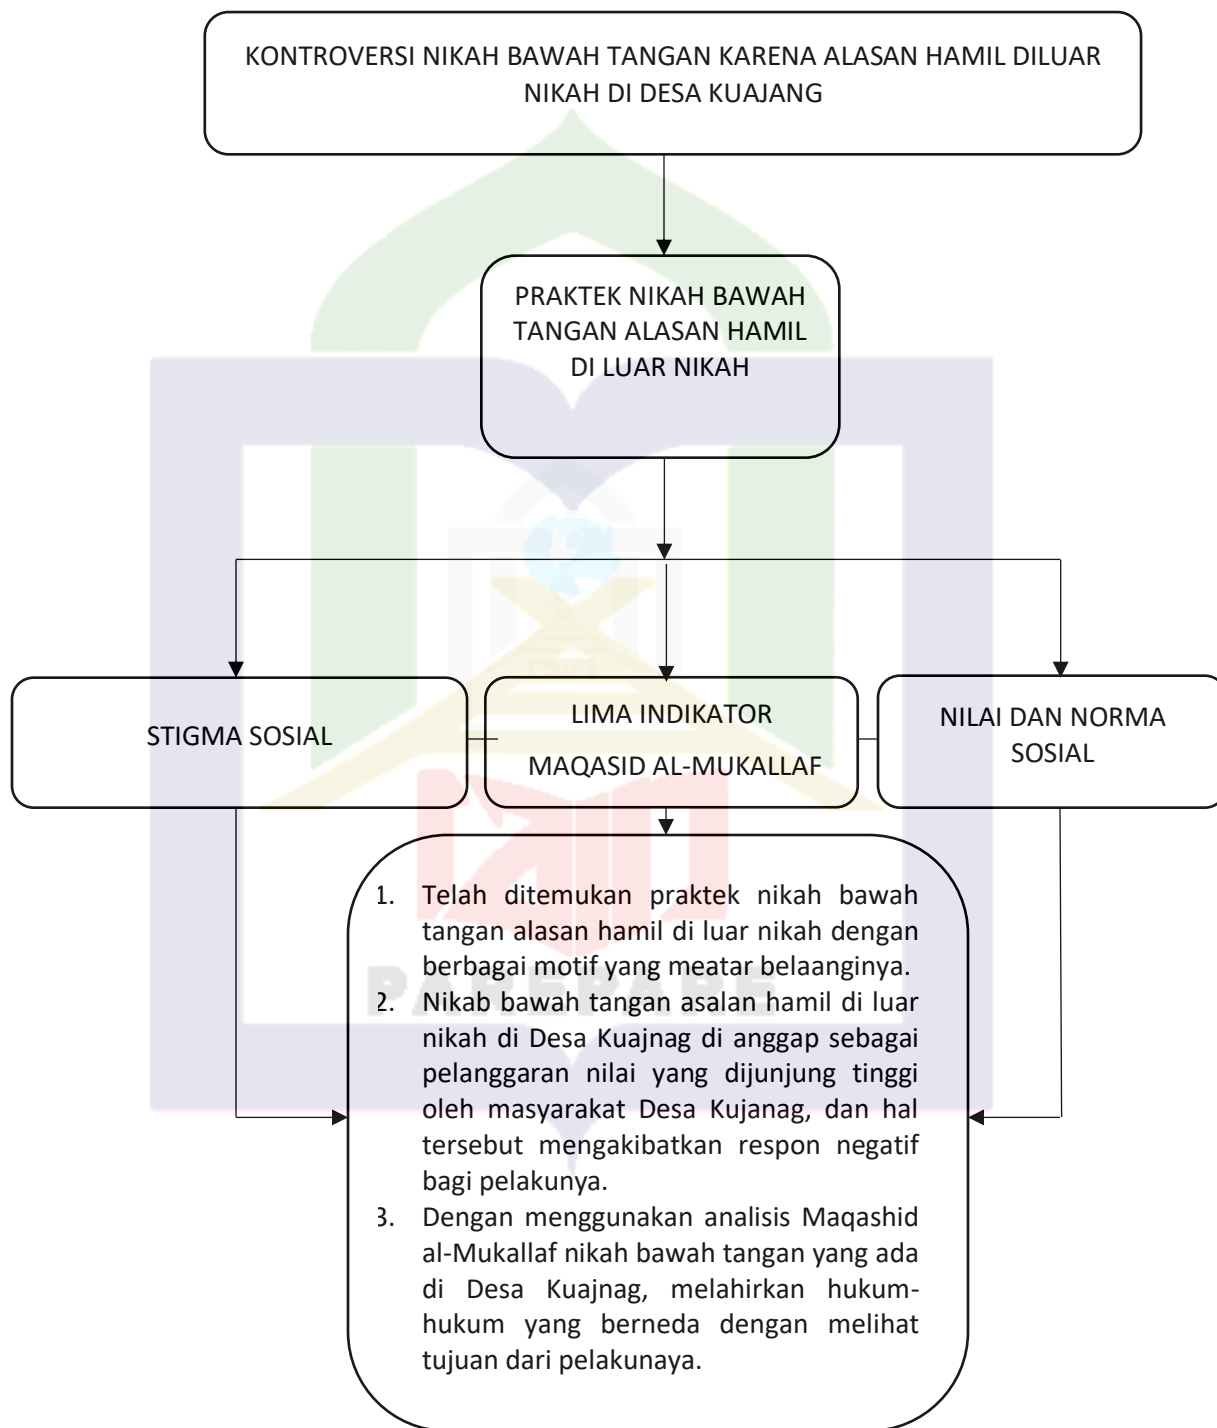 KONTROVERSI NIKAH BAWAH TANGAN KARENA ALASAN HAMIL DILUAR
NIKAH DI DESA KUAJANG
PRAKTEK NIKAH BAWAH
TANGAN ALASAN HAMIL
DI LUAR NIKAH
STIGMA SOSIAL
LIMA INDIKATOR
MAQASID AL-MUKALLAF
NILAI DAN NORMA
SOSIAL
1. Telah ditemukan praktek nikah bawah
tangan alasan hamil di luar nikah dengan
berbagai motif yang meatar belaanginya.
PAREPARE
2. Nikab bawah tangan asalan hamil di luar
nikah di Desa Kuajnag di anggap sebagai
pelanggaran nilai yang dijunjung tinggi
oleh masyarakat Desa Kujanag, dan hal
tersebut mengakibatkan respon negatif
bagi pelakunya.
3. Dengan menggunakan analisis Maqashid
al-Mukallaf nikah bawah tangan yang ada
di Desa Kuajnag, melahirkan hukum-
hukum yang berneda dengan melihat
tujuan dari pelakunaya.